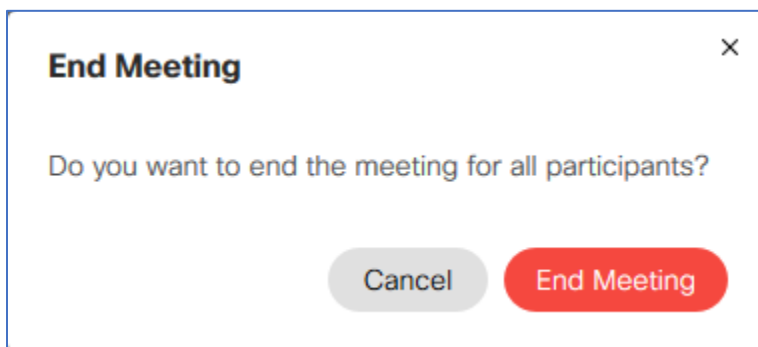 End Meeting
Do you want to end the meeting for all participants?
Cancel
End Meeting